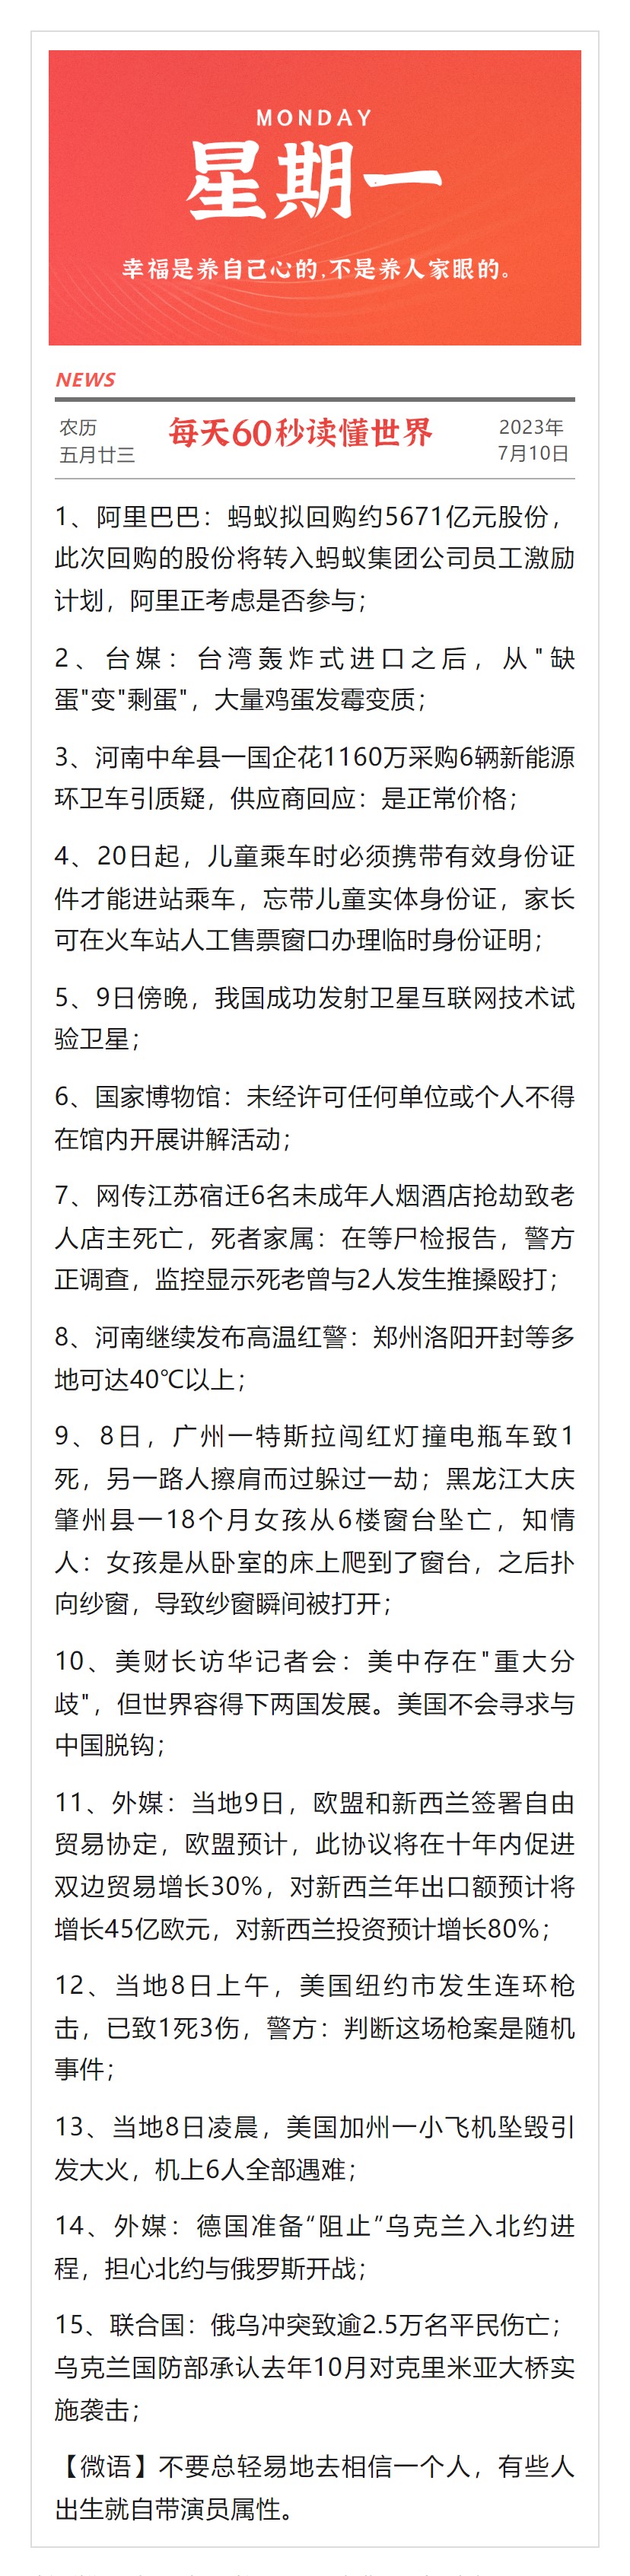 MONDAY
星期一
幸福是养自己心的,不是养人家眼的。
NEWS
农历
五月廿三
每天60秒读懂世界
2023年
7月10日
1、阿里巴巴：蚂蚁拟回购约5671亿元股份，
此次回购的股份将转入蚂蚁集团公司员工激励
计划，阿里正考虑是否参与；
2、台媒：台湾轰炸式进口之后，从"缺
蛋"变"剩蛋"，大量鸡蛋发霉变质；
3、河南中牟县一国企花1160万采购6辆新能源
环卫车引质疑，供应商回应：是正常价格；
4、20日起，儿童乘车时必须携带有效身份证
件才能进站乘车，忘带儿童实体身份证，家长
可在火车站人工售票窗口办理临时身份证明；
5、9日傍晚，我国成功发射卫星互联网技术试
验卫星；
6、国家博物馆：未经许可任何单位或个人不得
在馆内开展讲解活动；
7、网传江苏宿迁6名未成年人烟酒店抢劫致老
人店主死亡，死者家属：在等尸检报告，警方
正调查，监控显示死老曾与2人发生推搡殴打；
8、河南继续发布高温红警：郑州洛阳开封等多
地可达40℃以上；
9、8日，广州一特斯拉闯红灯撞电瓶车致1
死，另一路人擦肩而过躲过一劫；黑龙江大庆
肇州县一18个月女孩从6楼窗台坠亡，知情
人：女孩是从卧室的床上爬到了窗台，之后扑
向纱窗，导致纱窗瞬间被打开；
10、美财长访华记者会：美中存在"重大分
歧"，但世界容得下两国发展。美国不会寻求与
中国脱钩；
11、外媒：当地9日，欧盟和新西兰签署自由
贸易协定，欧盟预计，此协议将在十年内促进
双边贸易增长30%，对新西兰年出口额预计将
增长45亿欧元，对新西兰投资预计增长80%；
12、当地8日上午，美国纽约市发生连环枪
击，已致1死3伤，警方：判断这场枪案是随机
事件；
13、当地8日凌晨，美国加州一小飞机坠毁引
发大火，机上6人全部遇难；
14、外媒：德国准备“阻止”乌克兰入北约进
程，担心北约与俄罗斯开战；
15、联合国：俄乌冲突致逾2.5万名平民伤亡；
乌克兰国防部承认去年10月对克里米亚大桥实
施袭击；
【微语】不要总轻易地去相信一个人，有些人
出生就自带演员属性。